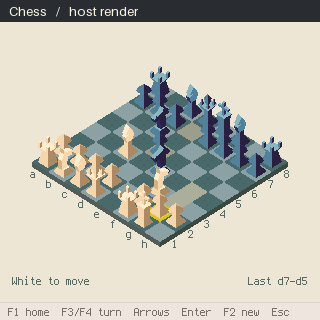 Chess / host render
a
b
c
d
e
f
g
h
1
2
3
4
5
6
7
8
White to move
Last d7-d5
F1 home F3/F4 turn Arrows Enter F2 new Esc